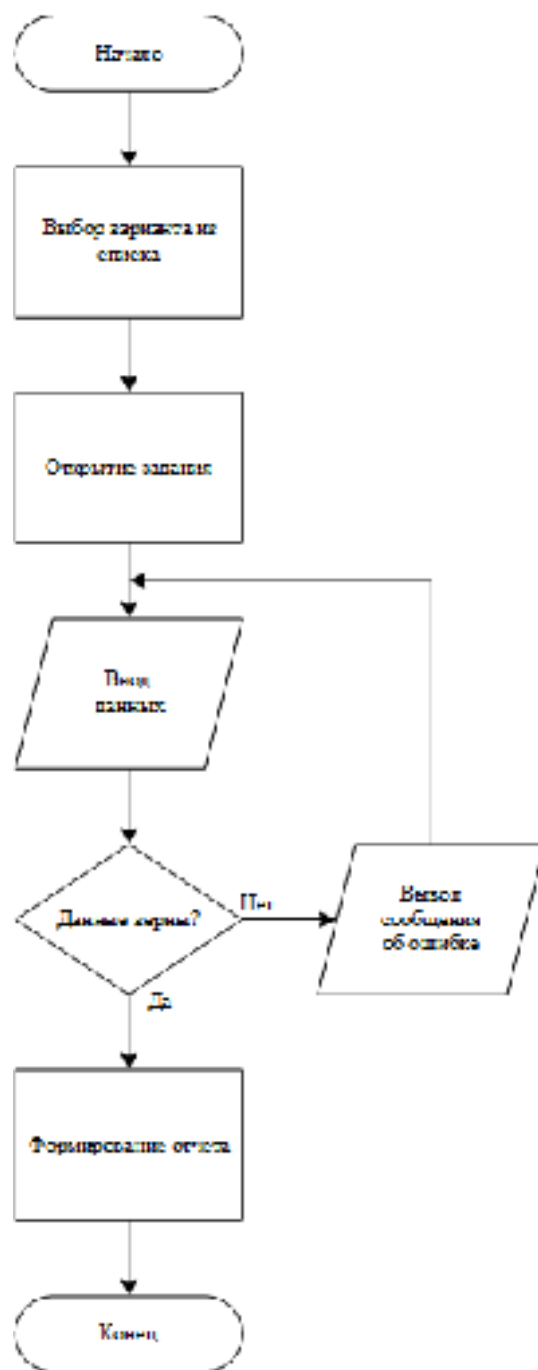 Начало
Выбор варианта из
списка
Открытие задания
Ввод
данных
Данные верны?
Нет
Вывод
сообщения
об ошибке
Да
Формирование отчета
Конец